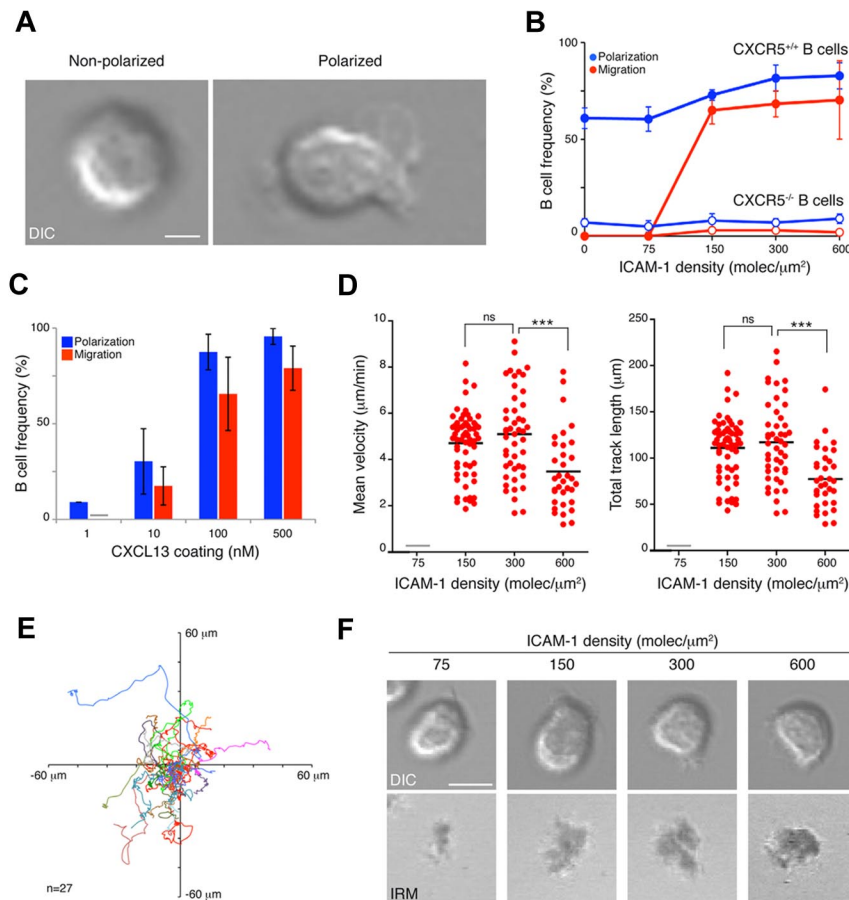 A
Non-polarized
Polarized
DIC
B
100
50
0
B cell frequency (%)
Polarization
Migration
CXCR5+/+ B cells
CXCR5-/- B cells
0 75 150 300 600
ICAM-1 density (molec/μm²)
C
100
50
0
B cell frequency (%)
Polarization
Migration
1 10 100 500
CXCL13 coating (nM)
D
10
8
6
4
2
0
Mean velocity (μm/min)
ns
***
75 150 300 600
ICAM-1 density (molec/μm²)
250
200
150
100
50
0
Total track length (μm)
ns
***
75 150 300 600
ICAM-1 density (molec/μm²)
E
60 μm
-60 μm
60 μm
-60 μm
n=27
F
ICAM-1 density (molec/μm²)
75 150 300 600
DIC
IRM